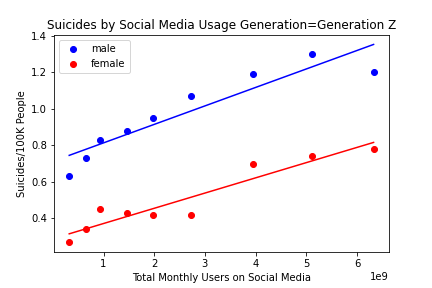 Suicides by Social Media Usage Generation=Generation Z
male
female
Suicides/100K People
1.4
1.2
1.0
0.8
0.6
0.4
1
2
3
4
5
6
1e9
Total Monthly Users on Social Media